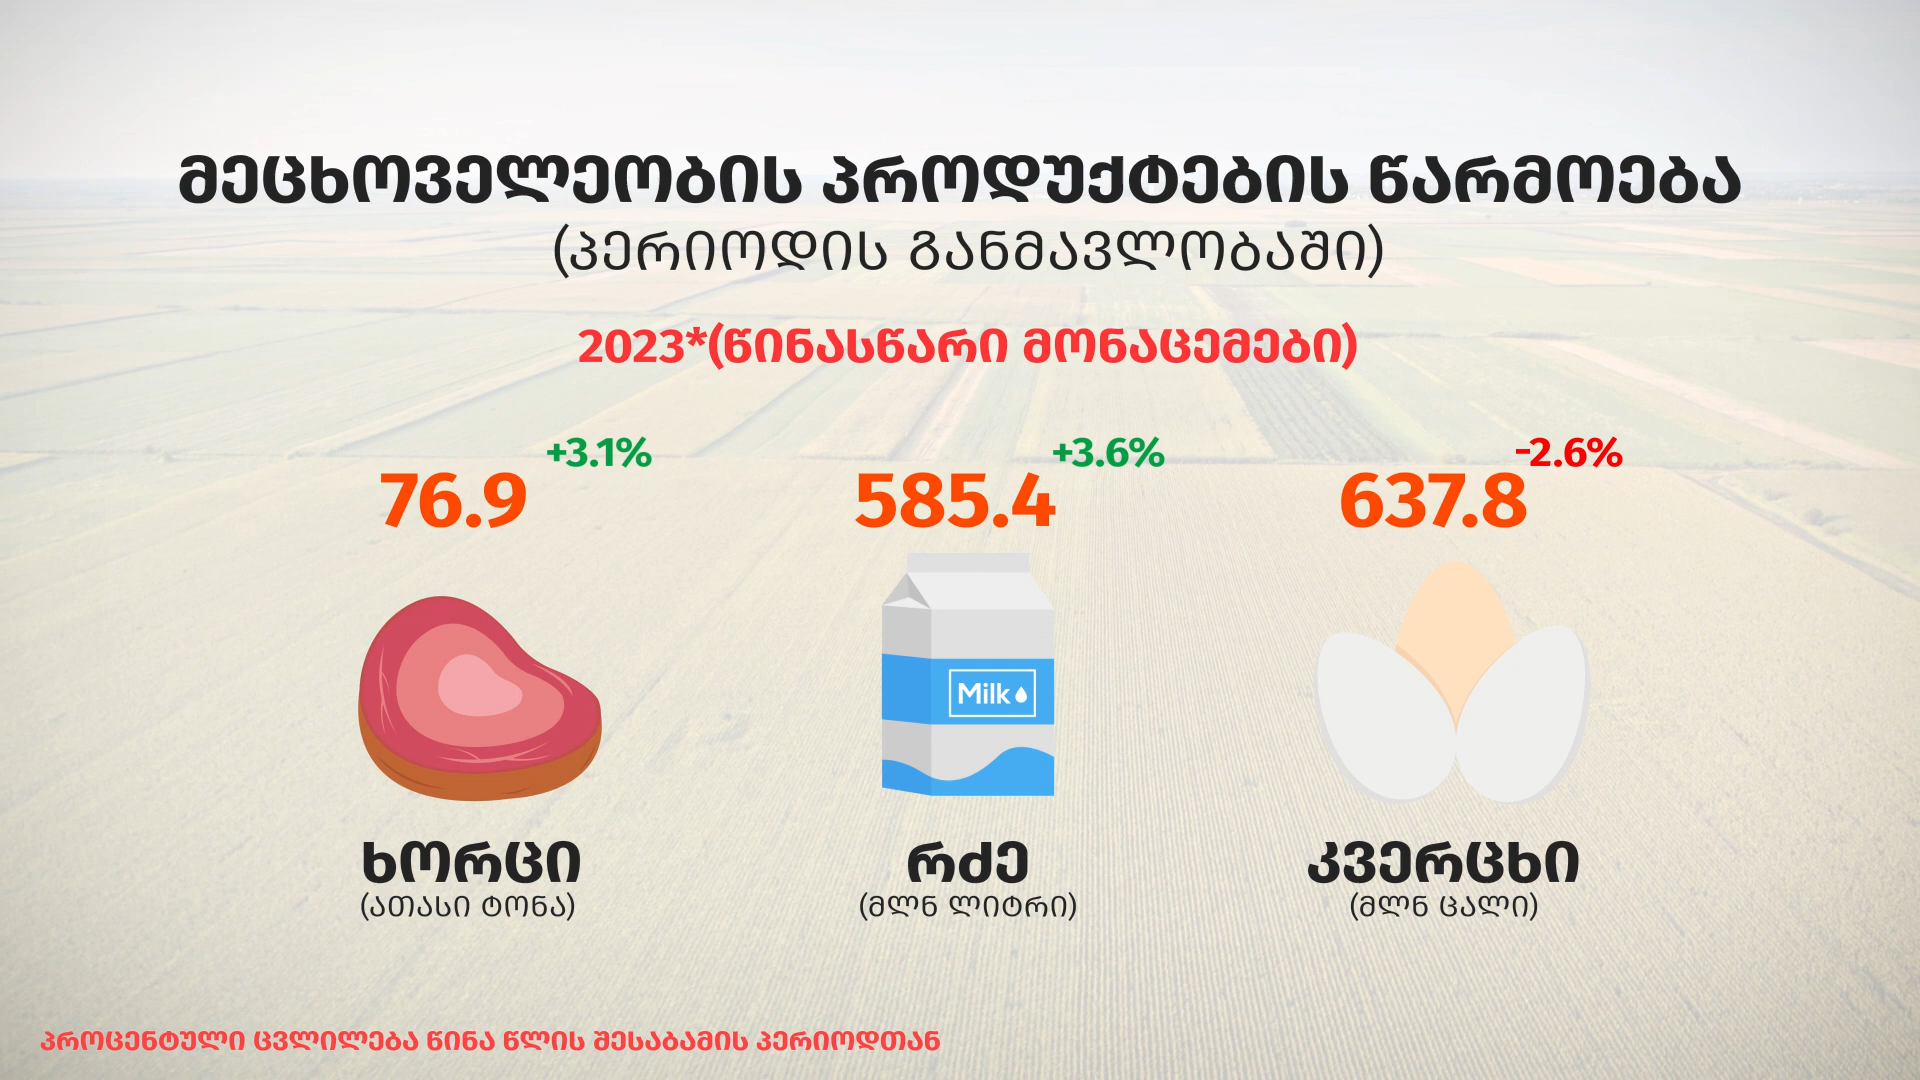 მეცხოველეობის პროდუქტების წარმოება
(პერიოდის განმავლობაში)
2023*(წინასწარი მონაცემები)
+3.1%
+3.6%
-2.6%
76.9
585.4
637.8
Milk
ხორცი
რძე
კვერცხი
(ათასი ტონა)
(მლნ ლიტრი)
(მლნ ცალი)
პროცენტული ცვლილება წინა წლის შესაბამის პერიოდთან